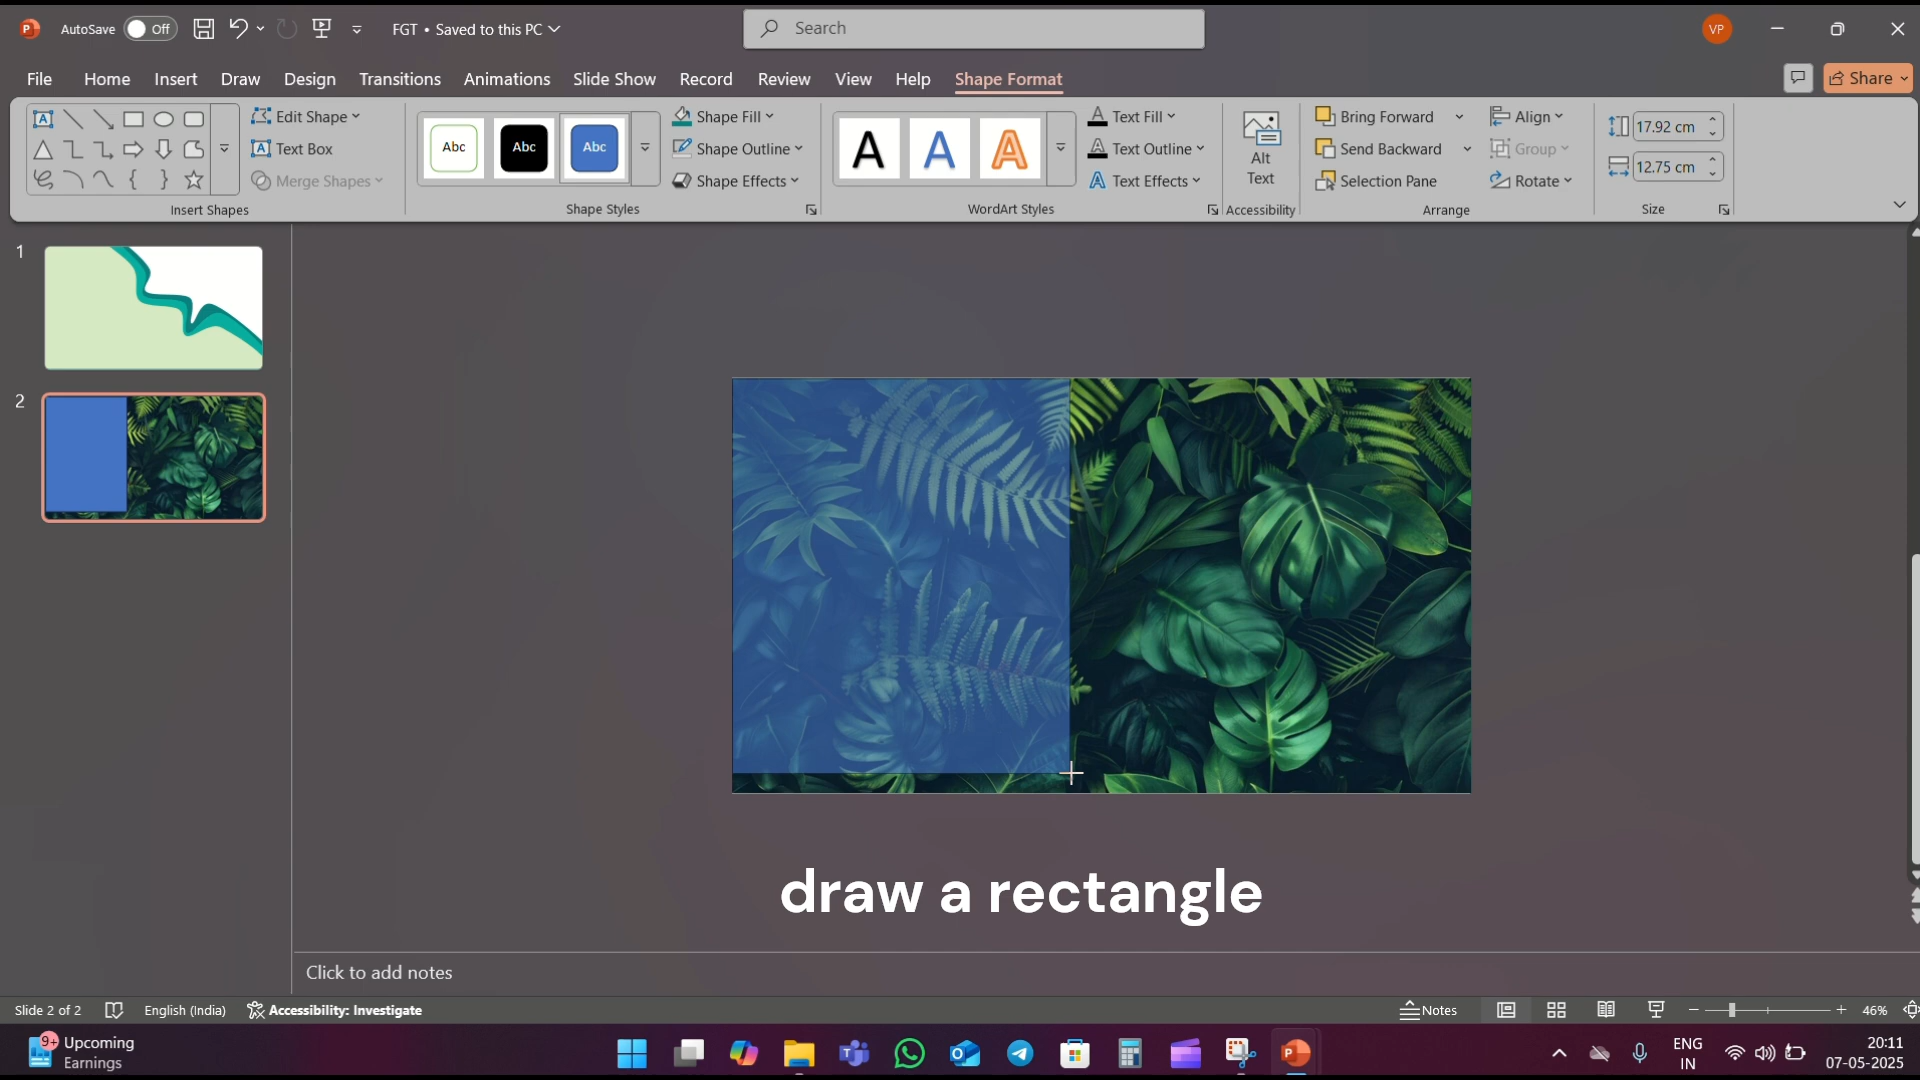 AutoSave Off FGT • Saved to this PC Search VP
File Home Insert Draw Design Transitions Animations Slide Show Record Review View Help Shape Format Share
Edit Shape
Text Box
Merge Shapes
Insert Shapes
Abc Abc Abc
Shape Fill
Shape Outline
Shape Effects
Shape Styles
A A A
WordArt Styles
Text Fill
Text Outline
Text Effects
Alt
Text
Accessibility
Bring Forward
Send Backward
Selection Pane
Align
Group
Rotate
Arrange
17.92 cm
12.75 cm
Size
1
2
draw a rectangle
Click to add notes
Slide 2 of 2 English (India) Accessibility: Investigate Notes 46%
9+ Upcoming
Earnings
ENG
IN
20:11
07-05-2025